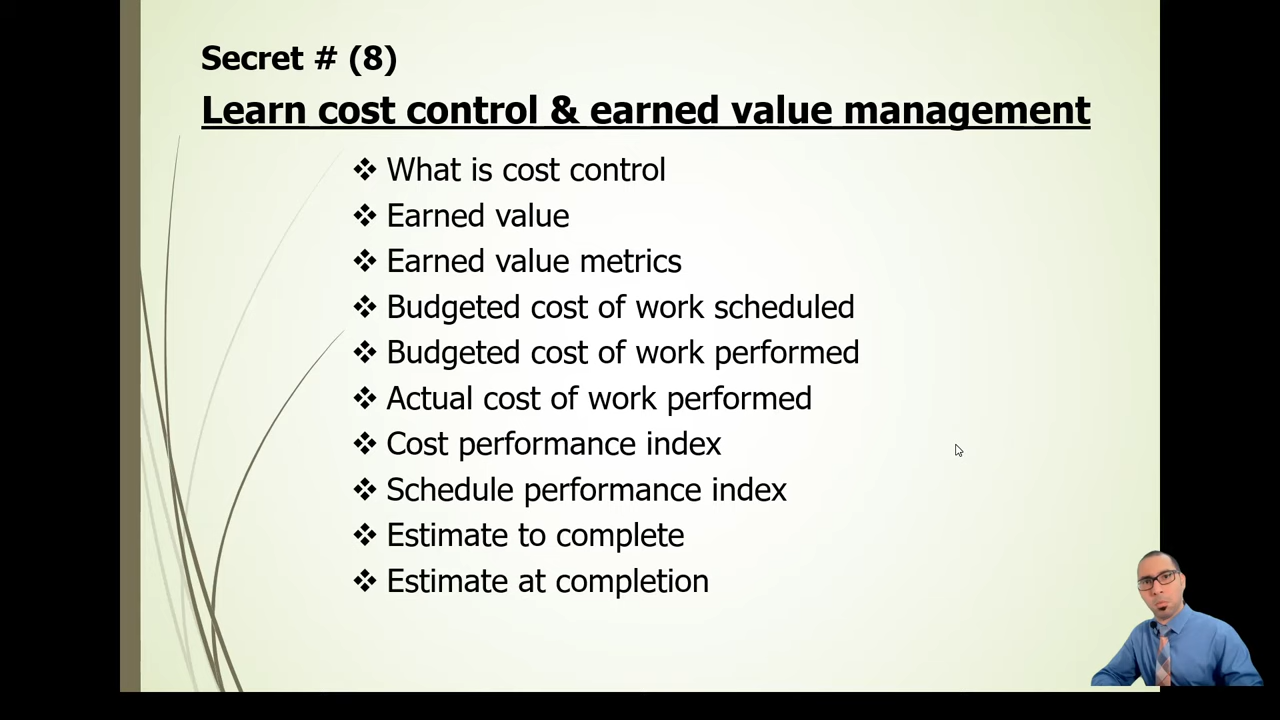 Secret # (8)
Learn cost control & earned value management
❖ What is cost control
❖ Earned value
❖ Earned value metrics
❖ Budgeted cost of work scheduled
❖ Budgeted cost of work performed
❖ Actual cost of work performed
❖ Cost performance index
❖ Schedule performance index
❖ Estimate to complete
❖ Estimate at completion